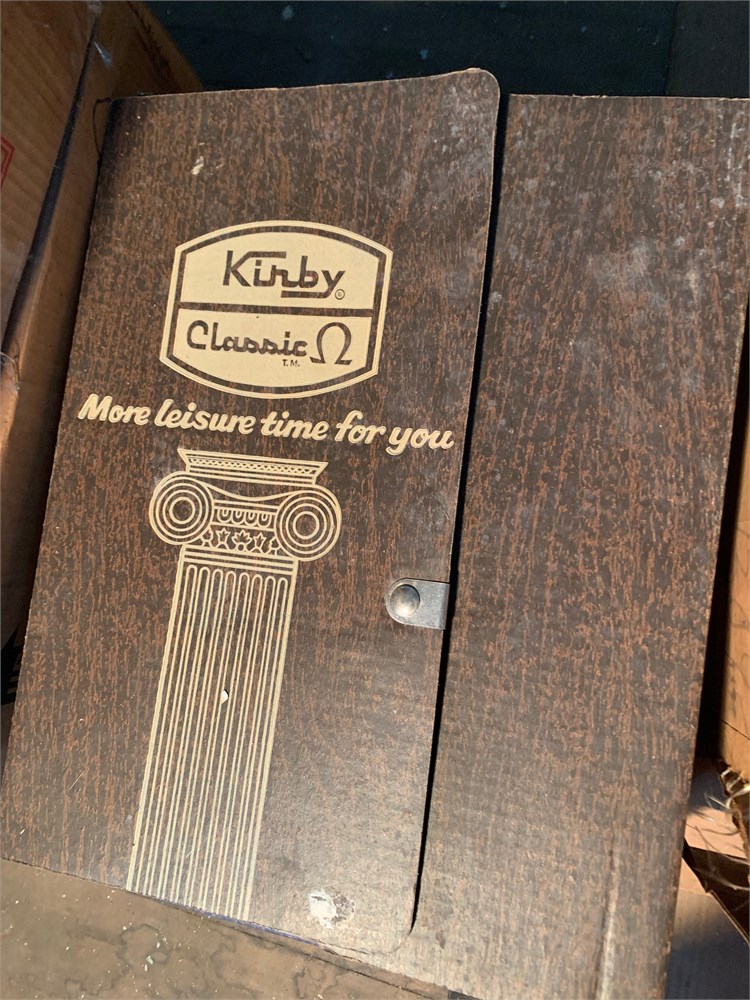 Kirby®
Classic Ω
T.M.
More leisure time for you